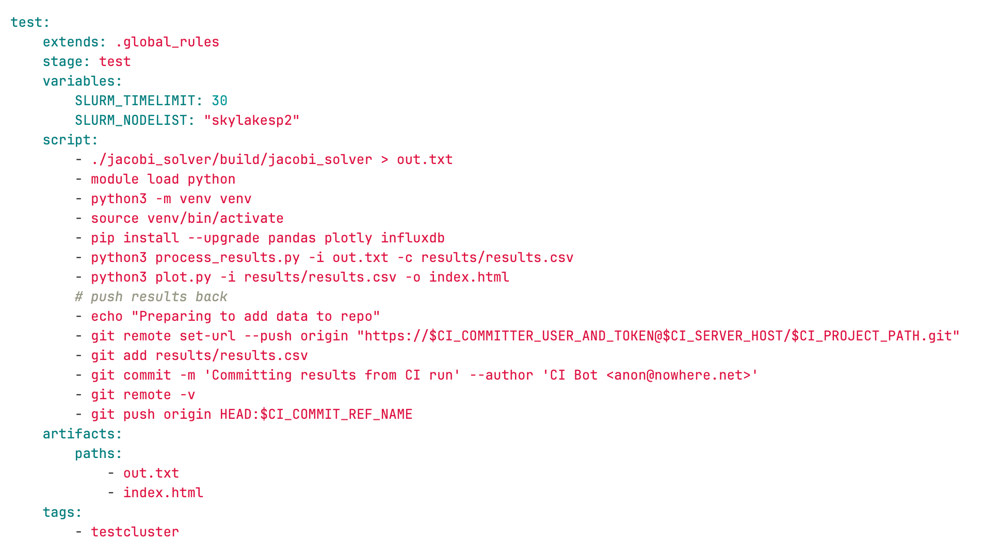 test:
    extends: .global_rules
    stage: test
    variables:
        SLURM_TIMELIMIT: 30
        SLURM_NODELIST: "skylakesp2"
    script:
        - ./jacobi_solver/build/jacobi_solver > out.txt
        - module load python
        - python3 -m venv venv
        - source venv/bin/activate
        - pip install --upgrade pandas plotly influxdb
        - python3 process_results.py -i out.txt -c results/results.csv
        - python3 plot.py -i results/results.csv -o index.html
        # push results back
        - echo "Preparing to add data to repo"
        - git remote set-url --push origin "https://$CI_COMMITTER_USER_AND_TOKEN@$CI_SERVER_HOST/$CI_PROJECT_PATH.git"
        - git add results/results.csv
        - git commit -m 'Committing results from CI run' --author 'CI Bot <anon@nowhere.net>'
        - git remote -v
        - git push origin HEAD:$CI_COMMIT_REF_NAME
    artifacts:
        paths:
            - out.txt
            - index.html
    tags:
        - testcluster